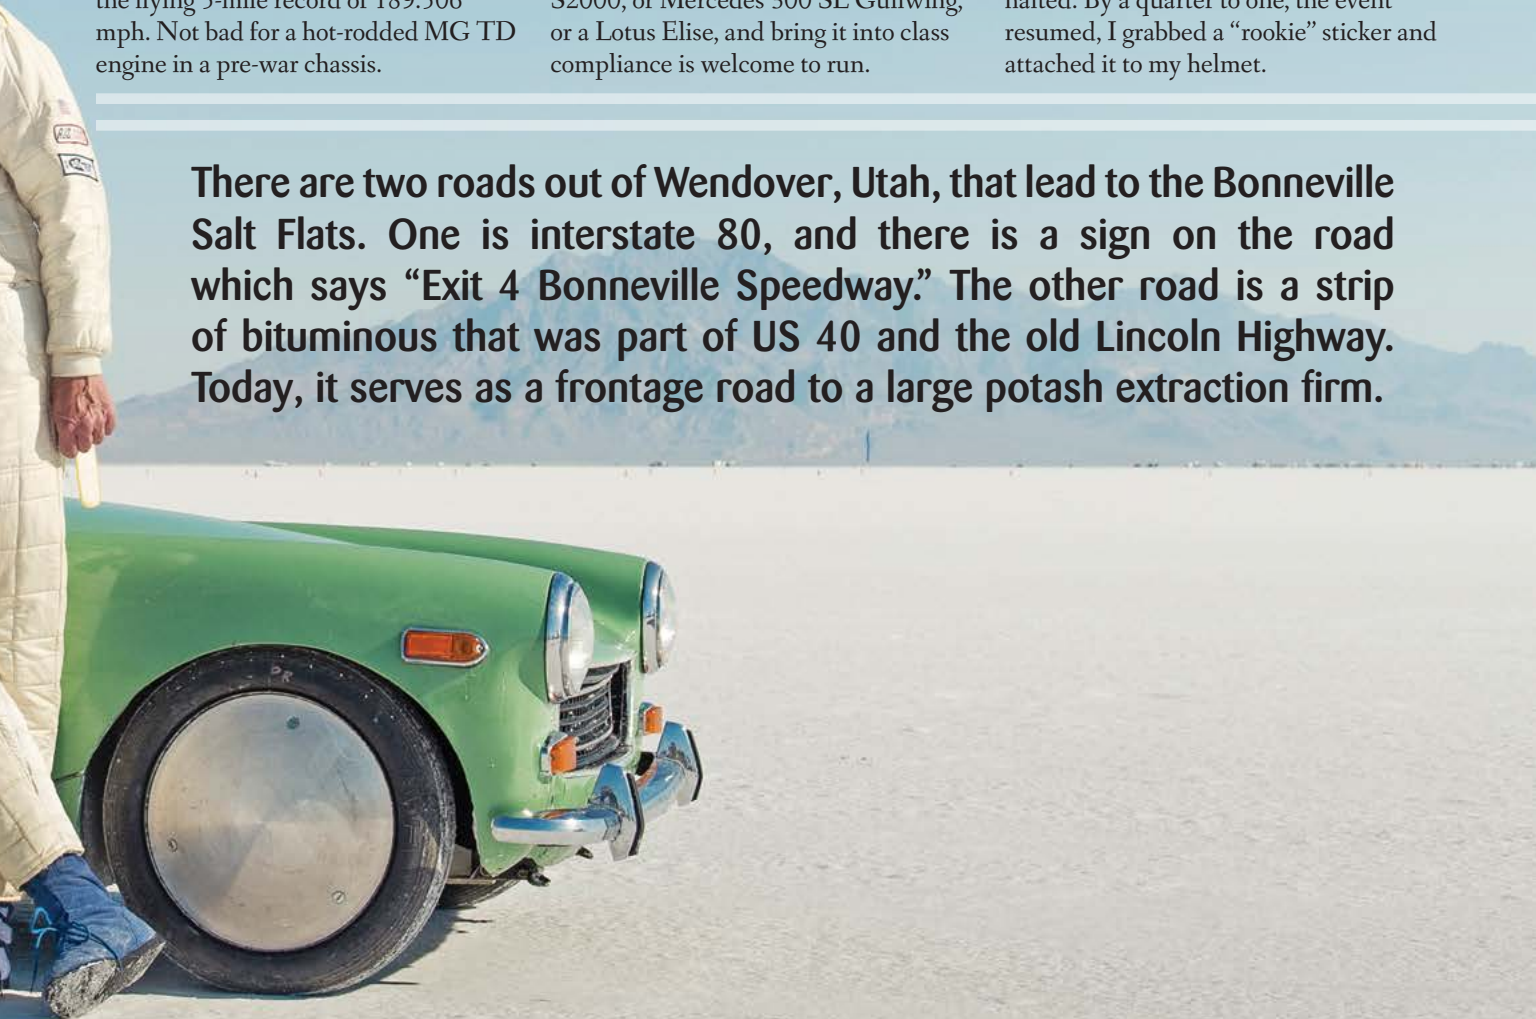 mph. Not bad for a hot-rodded MG TD
engine in a pre-war chassis.
or a Lotus Elise, and bring it into class
compliance is welcome to run.
resumed, I grabbed a “rookie” sticker and
attached it to my helmet.
There are two roads out of Wendover, Utah, that lead to the Bonneville
Salt Flats. One is interstate 80, and there is a sign on the road
which says “Exit 4 Bonneville Speedway.” The other road is a strip
of bituminous that was part of US 40 and the old Lincoln Highway.
Today, it serves as a frontage road to a large potash extraction firm.